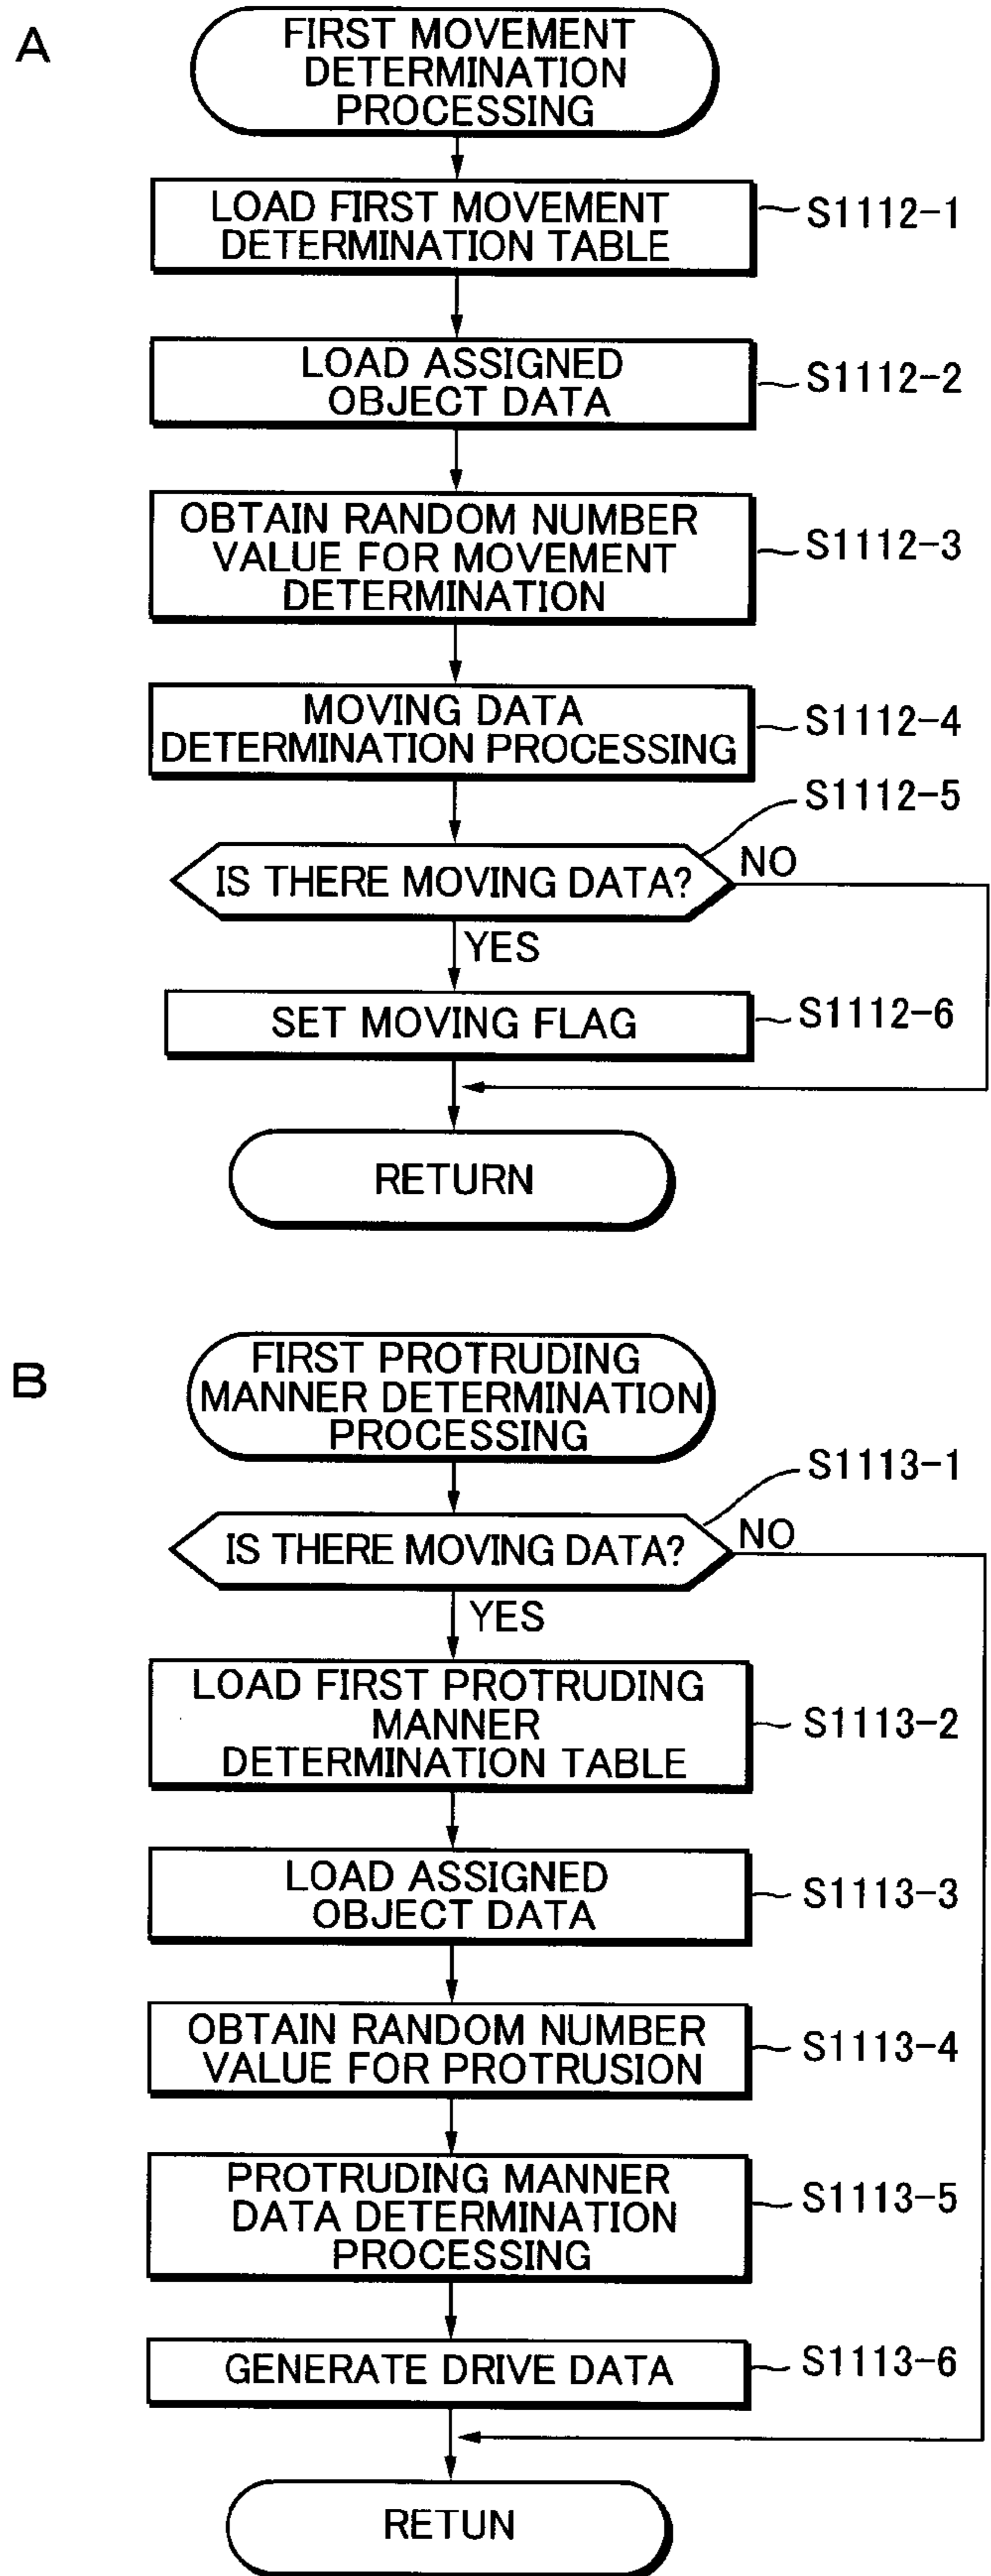 A
FIRST MOVEMENT
DETERMINATION
PROCESSING
LOAD FIRST MOVEMENT
DETERMINATION TABLE
S1112-1
LOAD ASSIGNED
OBJECT DATA
S1112-2
OBTAIN RANDOM NUMBER
VALUE FOR MOVEMENT
DETERMINATION
S1112-3
MOVING DATA
DETERMINATION PROCESSING
S1112-4
S1112-5
IS THERE MOVING DATA?
NO
YES
SET MOVING FLAG
S1112-6
RETURN
B
FIRST PROTRUDING
MANNER DETERMINATION
PROCESSING
S1113-1
IS THERE MOVING DATA?
NO
YES
LOAD FIRST PROTRUDING
MANNER
DETERMINATION TABLE
S1113-2
LOAD ASSIGNED
OBJECT DATA
S1113-3
OBTAIN RANDOM NUMBER
VALUE FOR PROTRUSION
S1113-4
PROTRUDING MANNER
DATA DETERMINATION
PROCESSING
S1113-5
GENERATE DRIVE DATA
S1113-6
RETUN